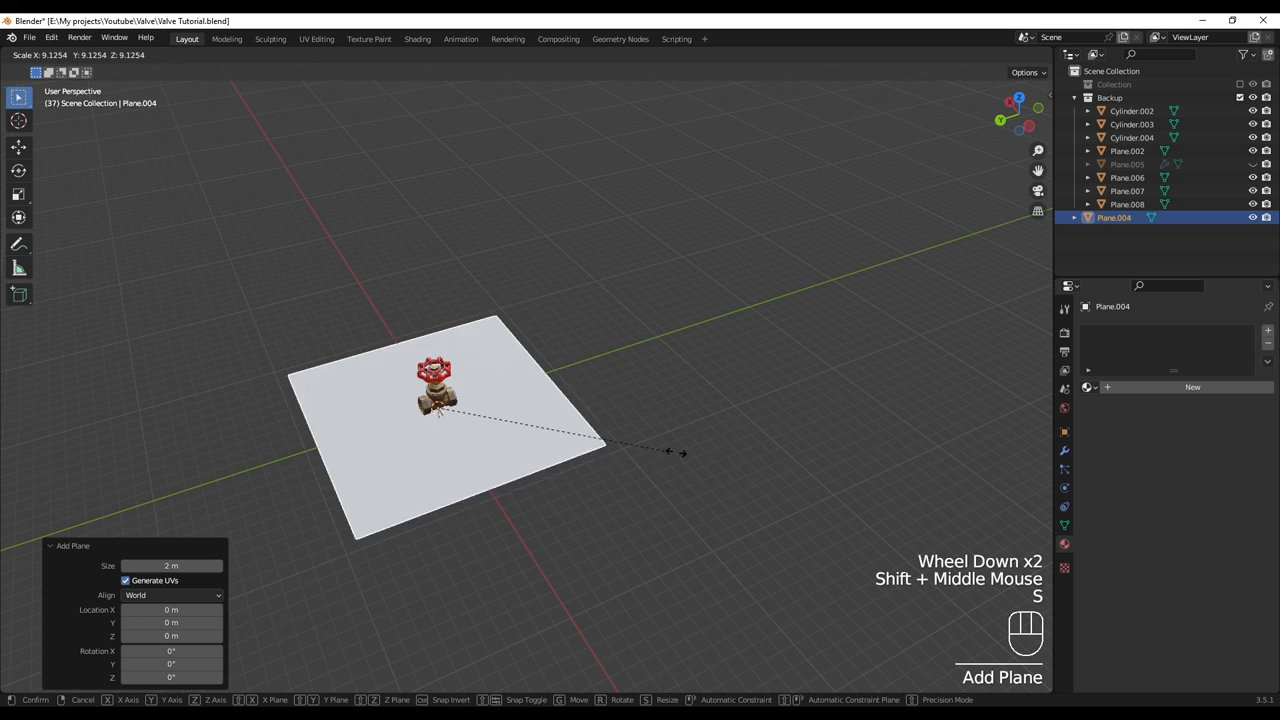 Blender* [E:\My projects\Youtube\Valve\Valve Tutorial.blend]
File Edit Render Window Help Layout Modeling Sculpting UV Editing Texture Paint Shading Animation Rendering Compositing Geometry Nodes Scripting + Scene ViewLayer
Scale X: 9.1254 Y: 9.1254 Z: 9.1254
Options
User Perspective
(37) Scene Collection | Plane.004
Z
X
Y
Scene Collection
Collection
Backup
Cylinder.002
Cylinder.003
Cylinder.004
Plane.002
Plane.005
Plane.006
Plane.007
Plane.008
Plane.004
Plane.004
New
Add Plane
Size 2 m
Generate UVs
Align World
Location X 0 m
Y 0 m
Z 0 m
Rotation X 0°
Y 0°
Z 0°
Wheel Down x2
Shift + Middle Mouse
S
Add Plane
Confirm Cancel X X Axis Y Y Axis Z Z Axis X X Plane Y Y Plane Z Z Plane Ctrl Snap Invert Snap Toggle G Move R Rotate S Resize Automatic Constraint Automatic Constraint Plane Precision Mode 3.5.1